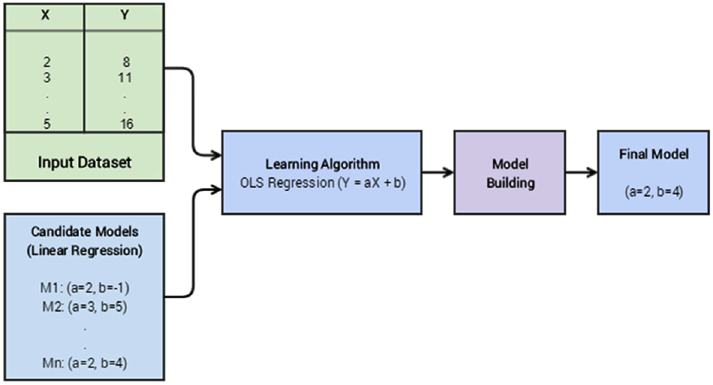 X Y
2 8
3 11
. .
. .
5 16
Input Dataset
Candidate Models
(Linear Regression)
M1: (a=2, b=-1)
M2: (a=3, b=5)
.
.
Mn: (a=2, b=4)
Learning Algorithm
OLS Regression (Y = aX + b)
Model
Building
Final Model
(a=2, b=4)